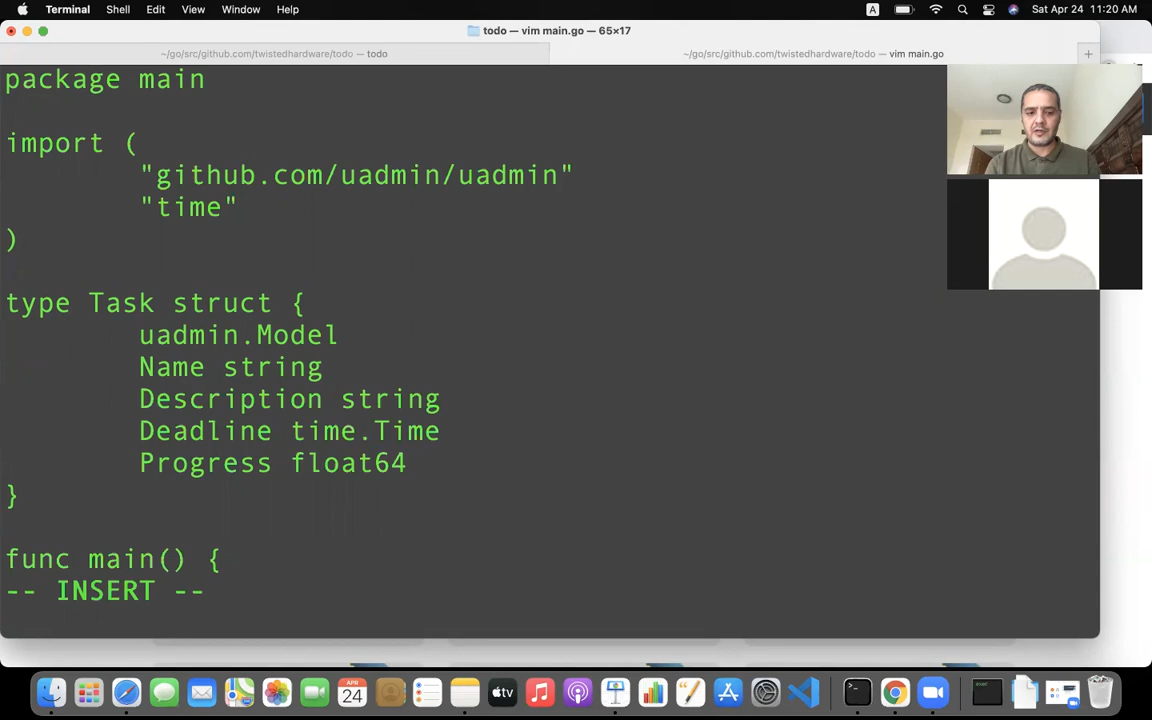 Terminal Shell Edit View Window Help
A Sat Apr 24 11:20 AM
todo — vim main.go — 65×17
~/go/src/github.com/twistedhardware/todo — todo
~/go/src/github.com/twistedhardware/todo — vim main.go
+
package main
import (
"github.com/uadmin/uadmin"
"time"
)
type Task struct {
uadmin.Model
Name string
Description string
Deadline time.Time
Progress float64
}
func main() {
-- INSERT --
APR
24
tv